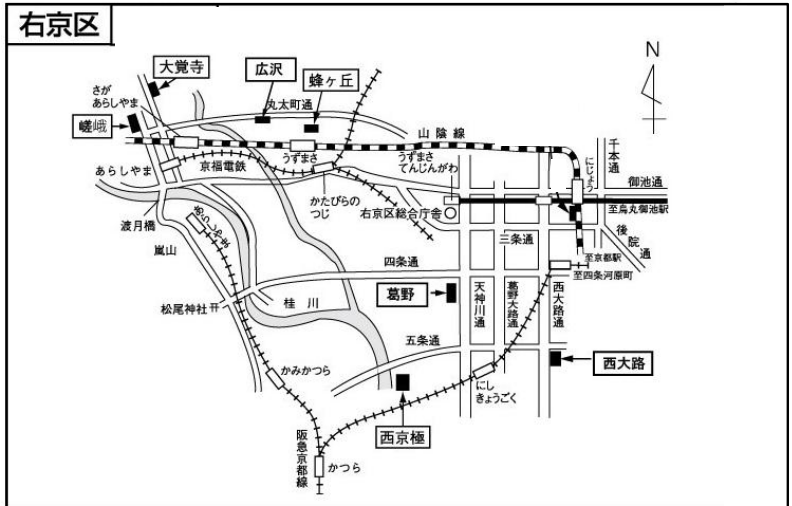 右京区
大覚寺
広沢
蜂ヶ丘
N
さが
あらしやま
丸太町通
嵯峨
山陰線
千本通
うずまさ
うずまさ
てんじんがわ
にじょう
あらしやま
京福電鉄
御池通
かたびらの
つじ
右京区総合庁舎
至烏丸御池駅
渡月橋
あらしやま
三条通
後院通
嵐山
四条通
至京都駅
至四条河原町
葛野
天神川通
葛野大路通
西大路通
松尾神社
桂川
五条通
西大路
かみかつら
にし
きょうごく
西京極
阪急京都線
かつら